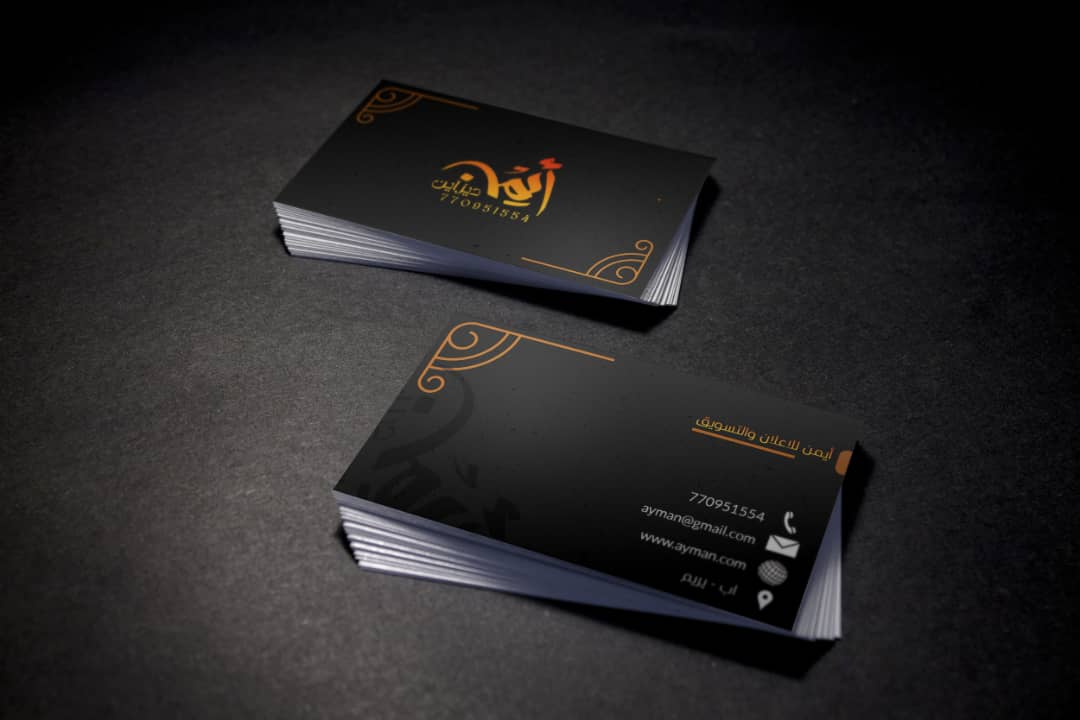 أيمن
ديزاين
770951554
أيمن للاعلان والتسويق
770951554
ayman@gmail.com
www.ayman.com
اب - يريم